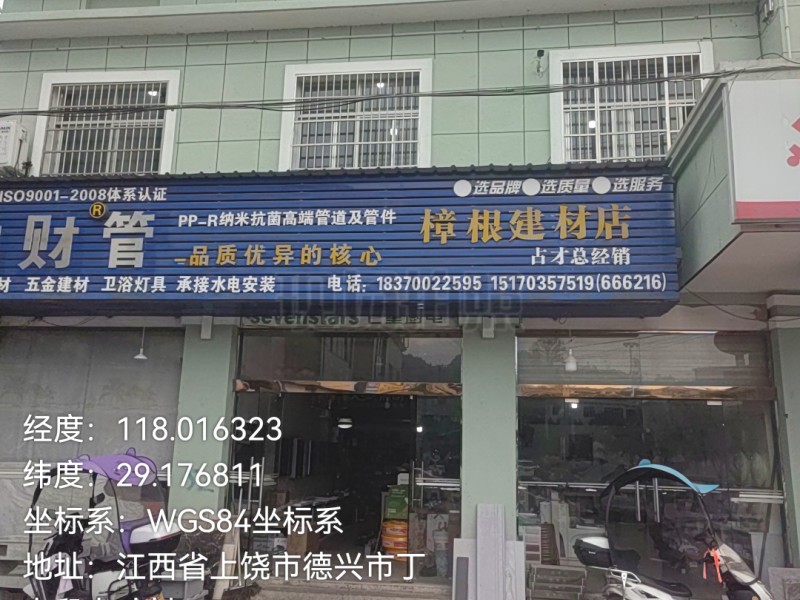 ISO9001-2008体系认证
选品牌 选质量 选服务
财管®
PP-R纳米抗菌高端管道及管件
樟根建材店
品质优异的核心
占才总经销
材 五金建材 卫浴灯具 承接水电安装
电话: 18370022595 15170357519(666216)
sevenstars
经度: 118.016323
纬度: 29.176811
坐标系: WGS84坐标系
地址: 江西省上饶市德兴市丁